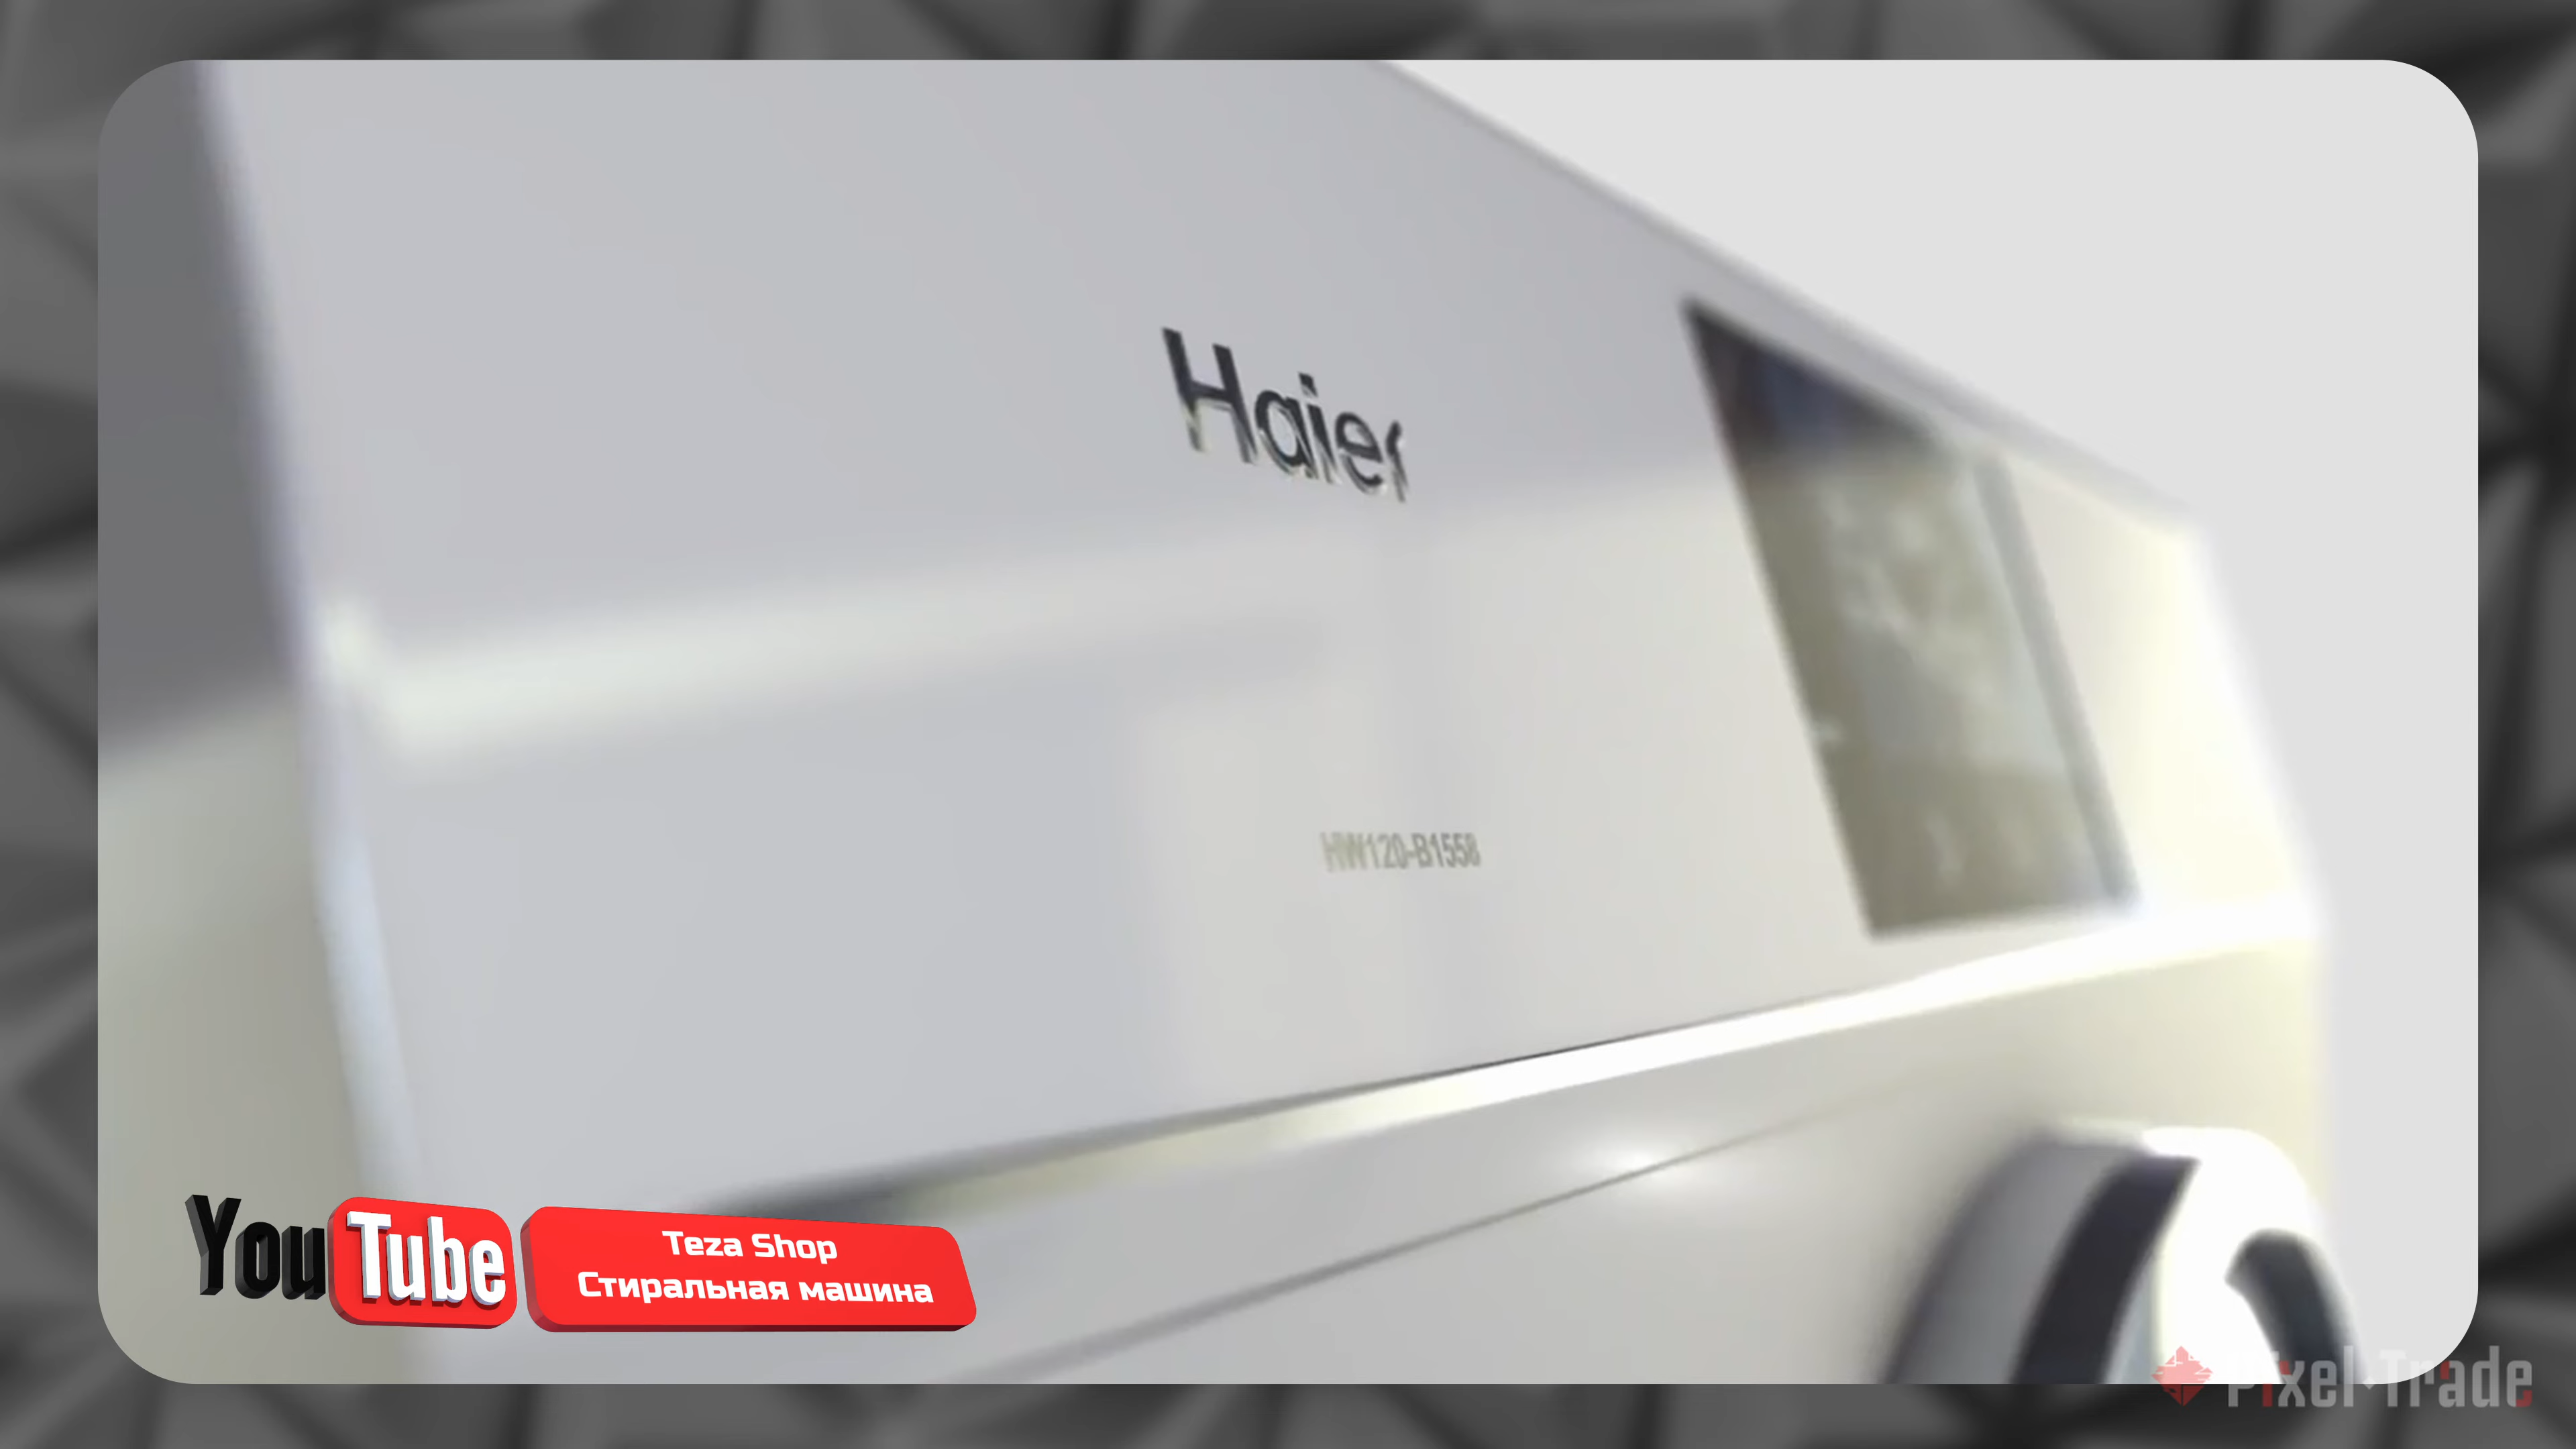 Haier
HW120-B1558
YouTube
Teza Shop
Стиральная машина
Pixel-Trade